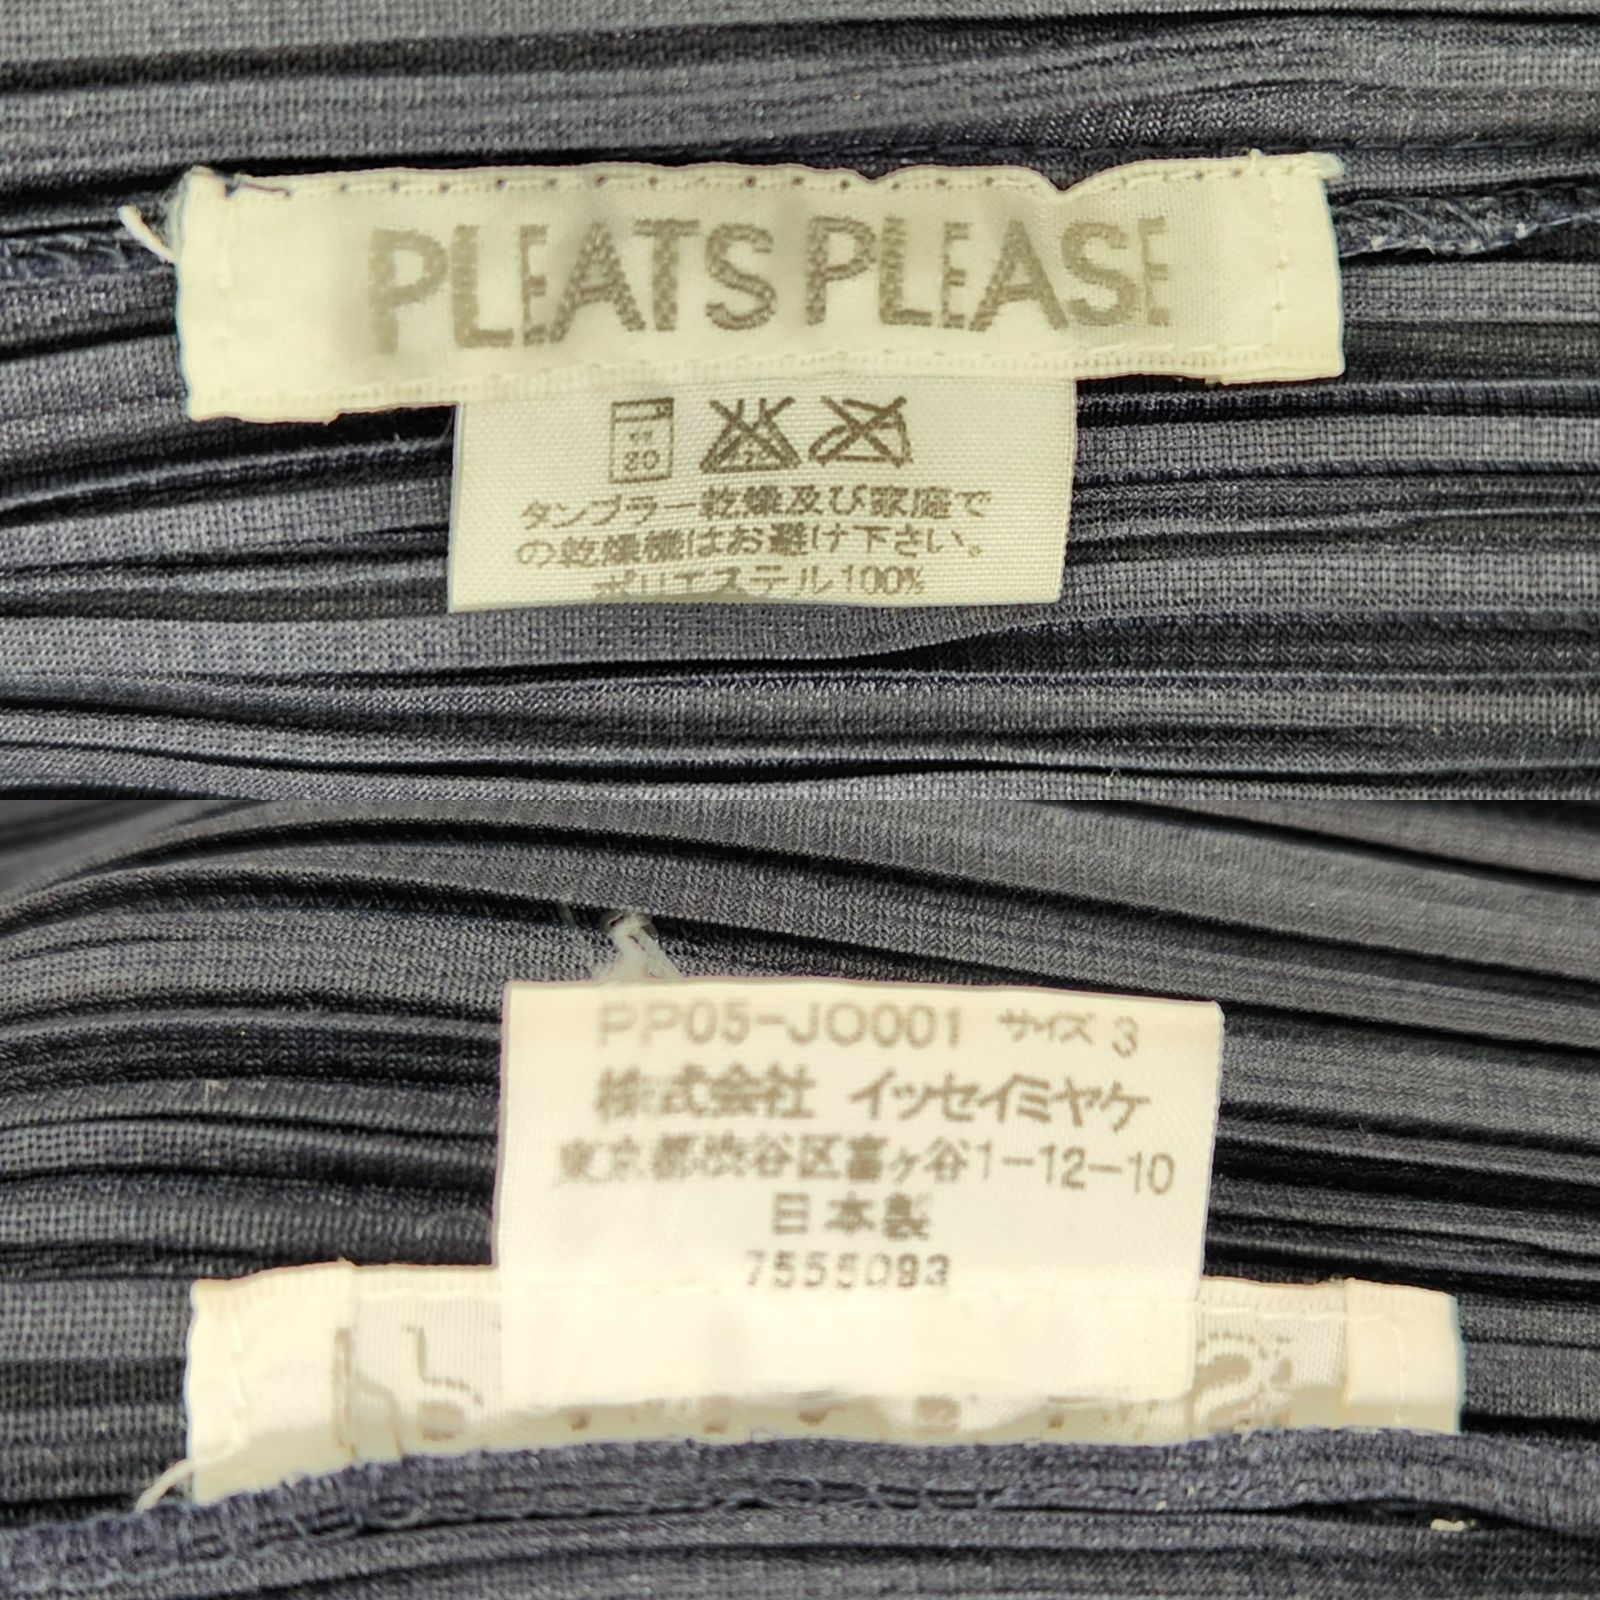 PLEATS PLEASE
タンブラー乾燥及び家庭で
の乾燥機はお避け下さい。
ポリエステル100%
PP05-JO001 サイズ 3
株式会社 イッセイミヤケ
東京都渋谷区富ヶ谷1-12-10
日本製
7555093